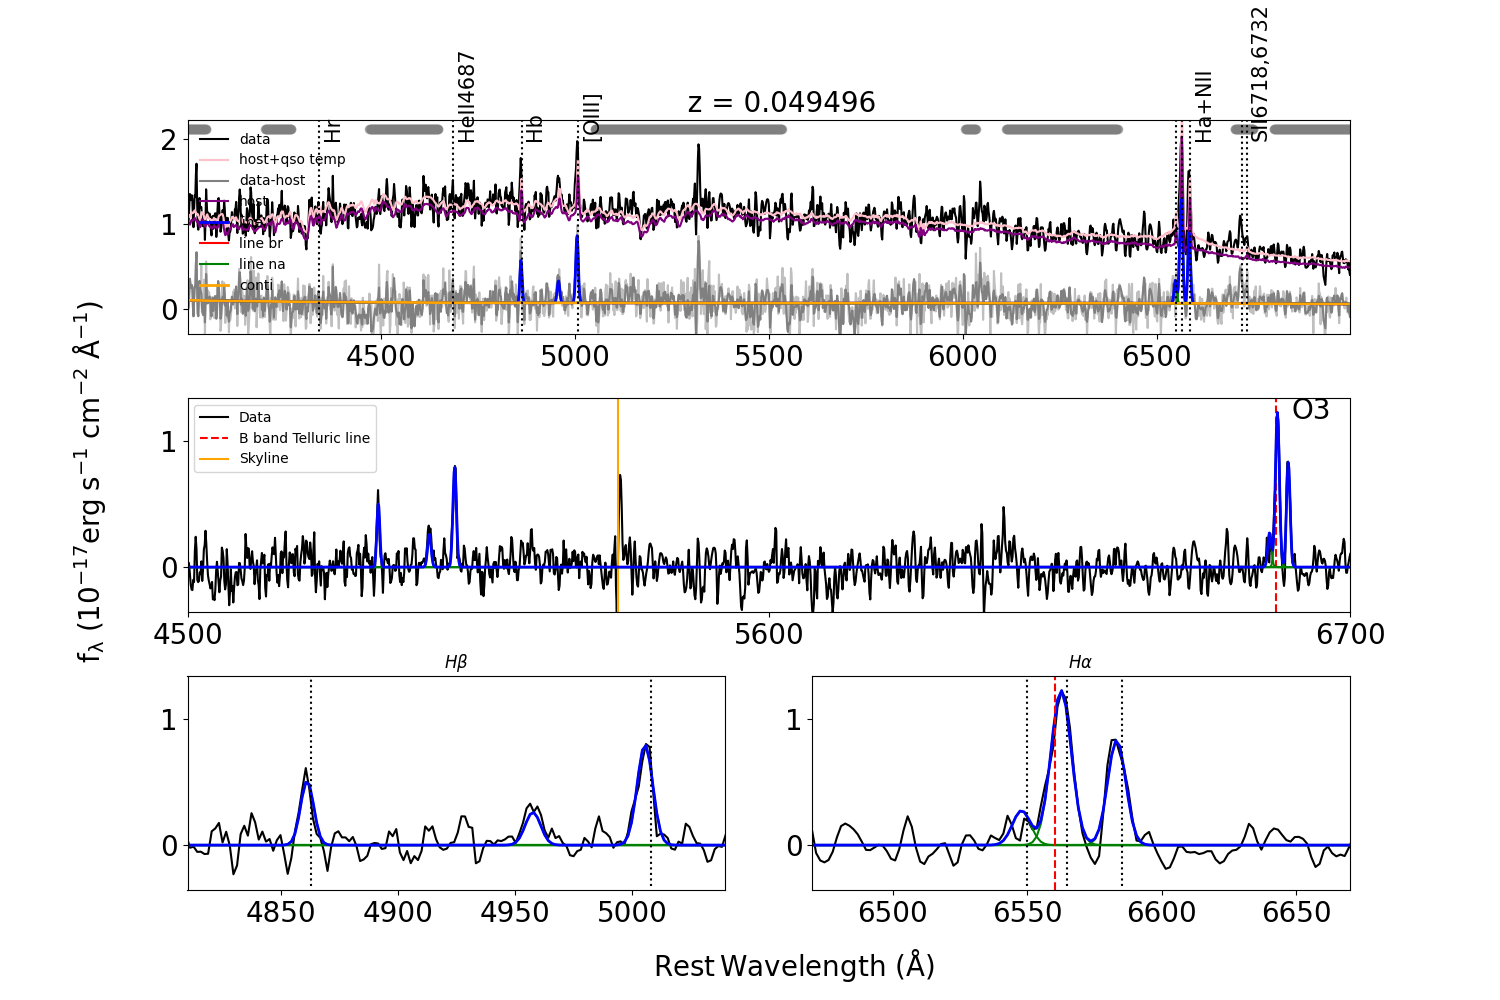 z = 0.049496
Hr
HeII4687
Hb
[OIII]
Ha+NII
SII6718,6732
data
host+qso temp
data-host
host
line br
line na
conti
2
1
0
4500
5000
5500
6000
6500
fλ (10⁻¹⁷erg s⁻¹ cm⁻² Å⁻¹)
Data
B band Telluric line
Skyline
O3
1
0
4500
5600
6700
Hβ
1
0
4850
4900
4950
5000
Hα
1
0
6500
6550
6600
6650
Rest Wavelength (Å)